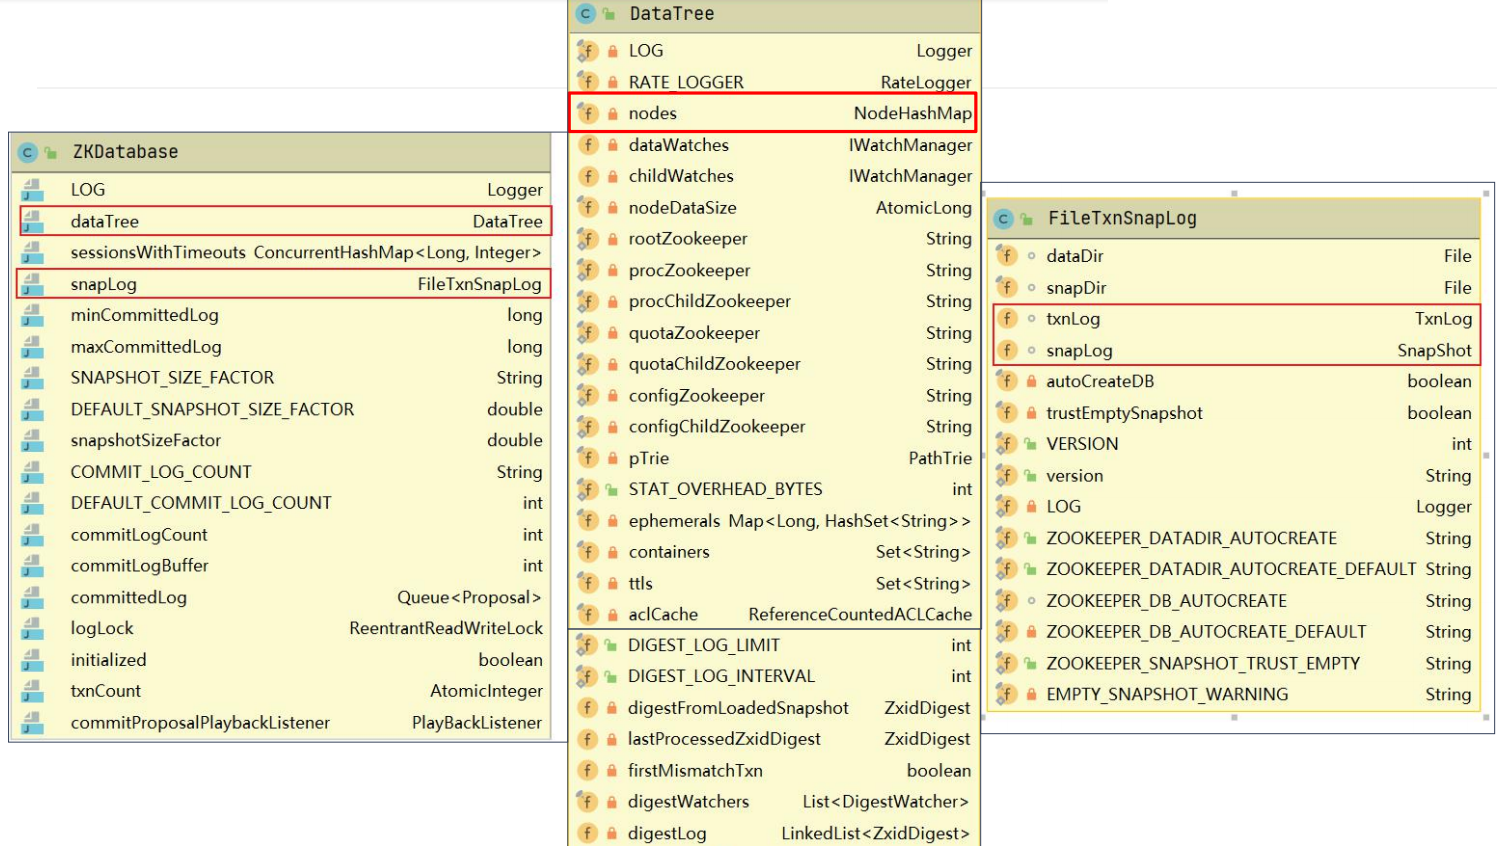 ZKDatabase
LOG Logger
dataTree DataTree
sessionsWithTimeouts ConcurrentHashMap<Long, Integer>
snapLog FileTxnSnapLog
minCommittedLog long
maxCommittedLog long
SNAPSHOT_SIZE_FACTOR String
DEFAULT_SNAPSHOT_SIZE_FACTOR double
snapshotSizeFactor double
COMMIT_LOG_COUNT String
DEFAULT_COMMIT_LOG_COUNT int
commitLogCount int
commitLogBuffer int
committedLog Queue<Proposal>
logLock ReentrantReadWriteLock
initialized boolean
txnCount AtomicInteger
commitProposalPlaybackListener PlayBackListener
DataTree
LOG Logger
RATE_LOGGER RateLogger
nodes NodeHashMap
dataWatches IWatchManager
childWatches IWatchManager
nodeDataSize AtomicLong
rootZookeeper String
procZookeeper String
procChildZookeeper String
quotaZookeeper String
quotaChildZookeeper String
configZookeeper String
configChildZookeeper String
pTrie PathTrie
STAT_OVERHEAD_BYTES int
ephemerals Map<Long, HashSet<String>>
containers Set<String>
ttls Set<String>
aclCache ReferenceCountedACLCache
DIGEST_LOG_LIMIT int
DIGEST_LOG_INTERVAL int
digestFromLoadedSnapshot ZxidDigest
lastProcessedZxidDigest ZxidDigest
firstMismatchTxn boolean
digestWatchers List<DigestWatcher>
digestLog LinkedList<ZxidDigest>
FileTxnSnapLog
dataDir File
snapDir File
txnLog TxnLog
snapLog SnapShot
autoCreateDB boolean
trustEmptySnapshot boolean
VERSION int
version String
LOG Logger
ZOOKEEPER_DATADIR_AUTOCREATE String
ZOOKEEPER_DATADIR_AUTOCREATE_DEFAULT String
ZOOKEEPER_DB_AUTOCREATE String
ZOOKEEPER_DB_AUTOCREATE_DEFAULT String
ZOOKEEPER_SNAPSHOT_TRUST_EMPTY String
EMPTY_SNAPSHOT_WARNING String